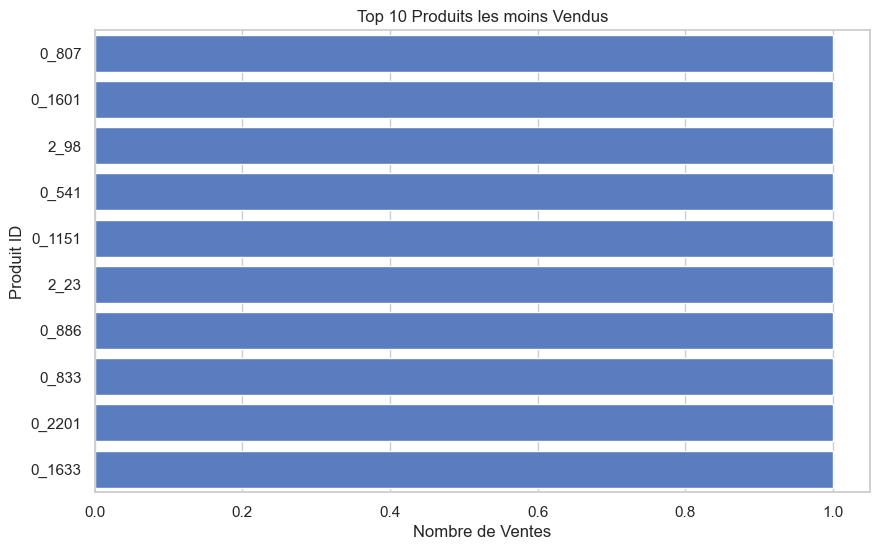 Top 10 Produits les moins Vendus
Produit ID
0_807
0_1601
2_98
0_541
0_1151
2_23
0_886
0_833
0_2201
0_1633
0.0 0.2 0.4 0.6 0.8 1.0
Nombre de Ventes